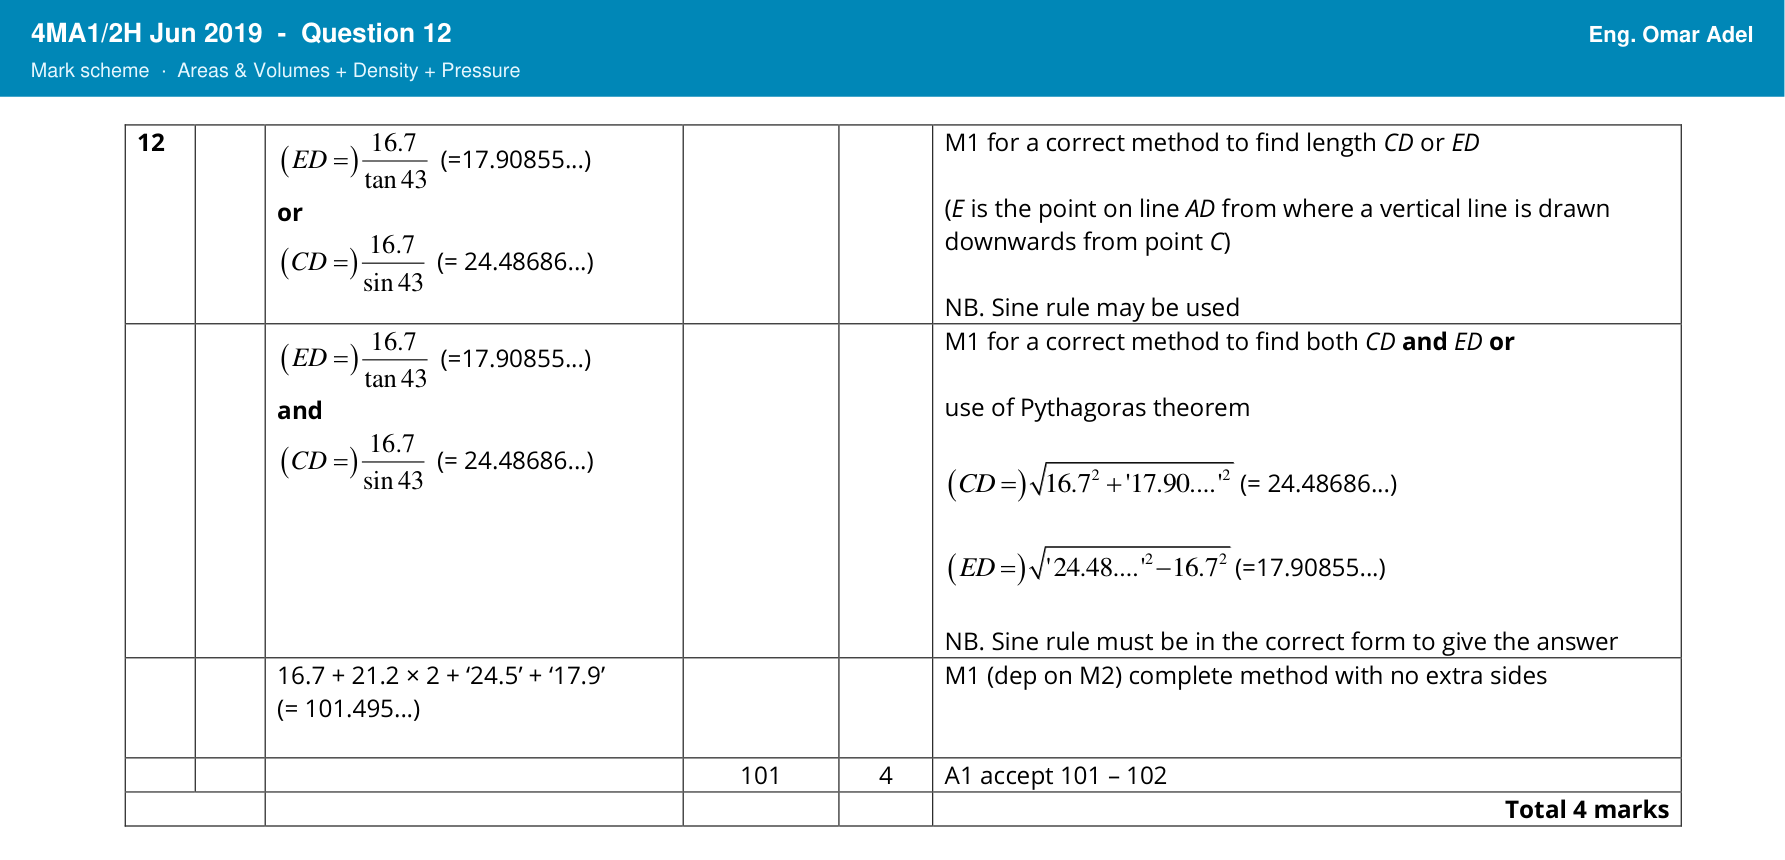 4MA1/2H Jun 2019 - Question 12
Eng. Omar Adel
Mark scheme · Areas & Volumes + Density + Pressure
12
(ED =) 16.7 / tan 43 (=17.90855...)
or
(CD =) 16.7 / sin 43 (= 24.48686...)
M1 for a correct method to find length CD or ED
(E is the point on line AD from where a vertical line is drawn
downwards from point C)
NB. Sine rule may be used
(ED =) 16.7 / tan 43 (=17.90855...)
and
(CD =) 16.7 / sin 43 (= 24.48686...)
M1 for a correct method to find both CD and ED or
use of Pythagoras theorem
(CD =) √(16.7² + '17.90....'²) (= 24.48686...)
(ED =) √('24.48....'² – 16.7²) (=17.90855...)
NB. Sine rule must be in the correct form to give the answer
16.7 + 21.2 × 2 + ‘24.5’ + ‘17.9’
(= 101.495...)
M1 (dep on M2) complete method with no extra sides
101
4
A1 accept 101 – 102
Total 4 marks